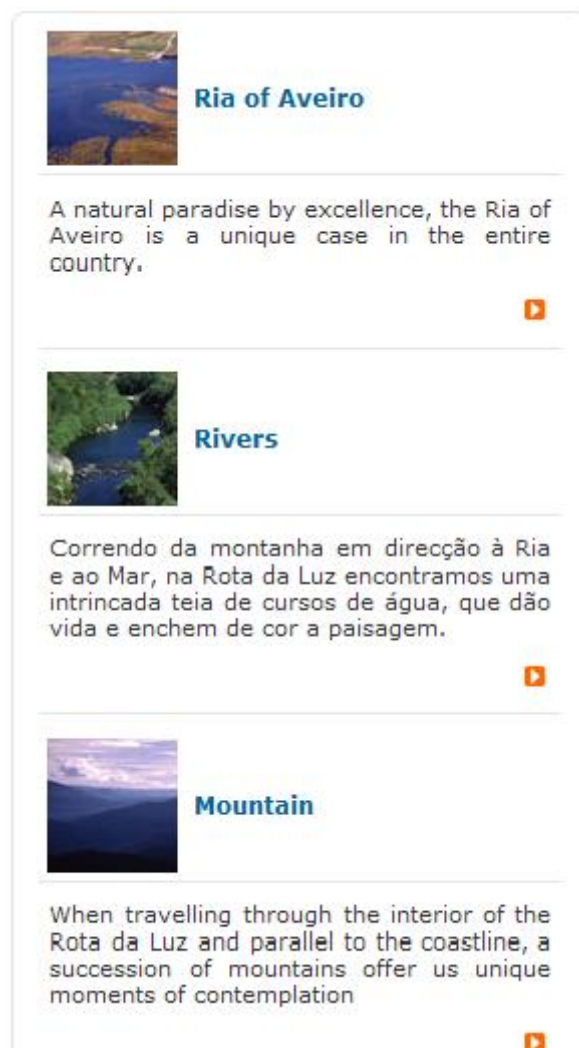 Ria of Aveiro
A natural paradise by excellence, the Ria of
Aveiro is a unique case in the entire
country.
Rivers
Correndo da montanha em direcção à Ria
e ao Mar, na Rota da Luz encontramos uma
intrincada teia de cursos de água, que dão
vida e enchem de cor a paisagem.
Mountain
When travelling through the interior of the
Rota da Luz and parallel to the coastline, a
succession of mountains offer us unique
moments of contemplation